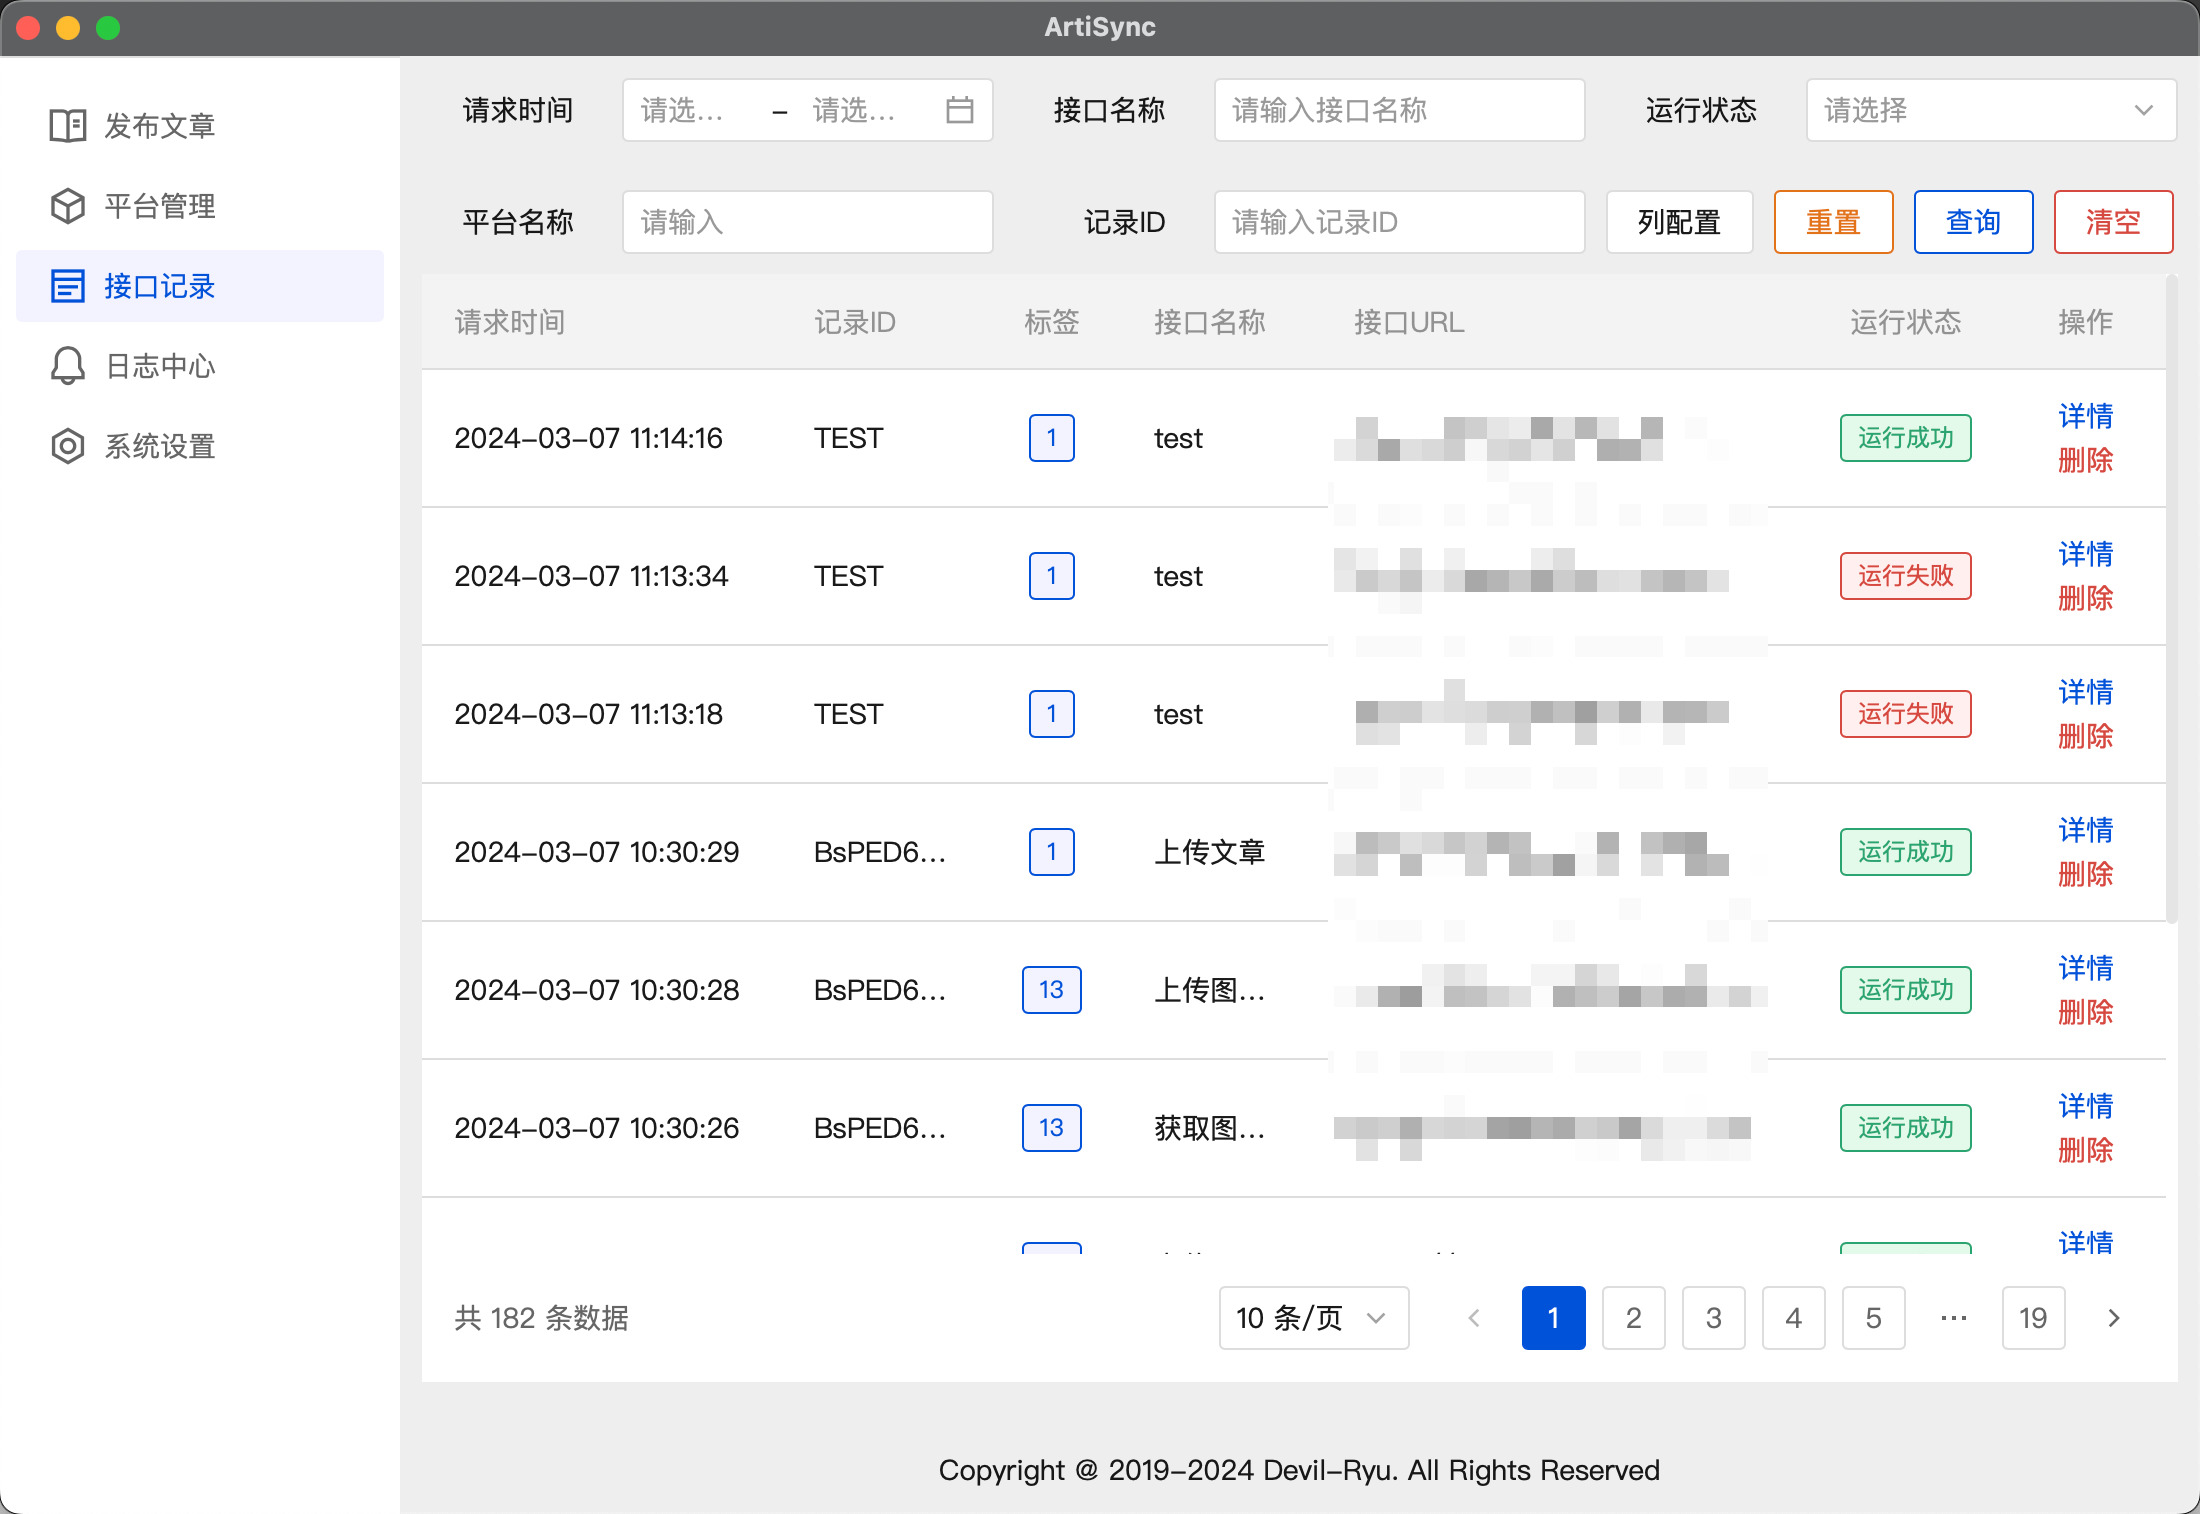 ArtiSync
发布文章
平台管理
接口记录
日志中心
系统设置
请求时间 请选... – 请选... 接口名称 请输入接口名称 运行状态 请选择
平台名称 请输入 记录ID 请输入记录ID 列配置 重置 查询 清空
请求时间 记录ID 标签 接口名称 接口URL 运行状态 操作
2024-03-07 11:14:16 TEST 1 test 运行成功 详情 删除
2024-03-07 11:13:34 TEST 1 test 运行失败 详情 删除
2024-03-07 11:13:18 TEST 1 test 运行失败 详情 删除
2024-03-07 10:30:29 BsPED6... 1 上传文章 运行成功 详情 删除
2024-03-07 10:30:28 BsPED6... 13 上传图... 运行成功 详情 删除
2024-03-07 10:30:26 BsPED6... 13 获取图... 运行成功 详情 删除
详情
共 182 条数据 10 条/页 1 2 3 4 5 ... 19
Copyright @ 2019-2024 Devil-Ryu. All Rights Reserved